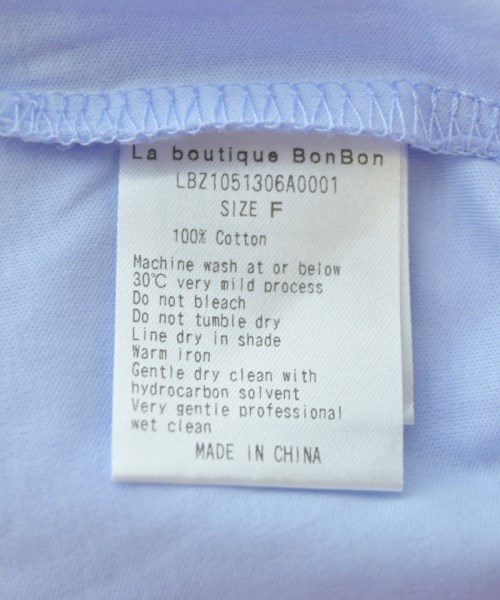 La boutique BonBon
LBZ1051306A0001
SIZE F
100% Cotton
Machine wash at or below
30℃ very mild process
Do not bleach
Do not tumble dry
Line dry in shade
Warm iron
Gentle dry clean with
hydrocarbon solvent
Very gentle professional
wet clean
MADE IN CHINA